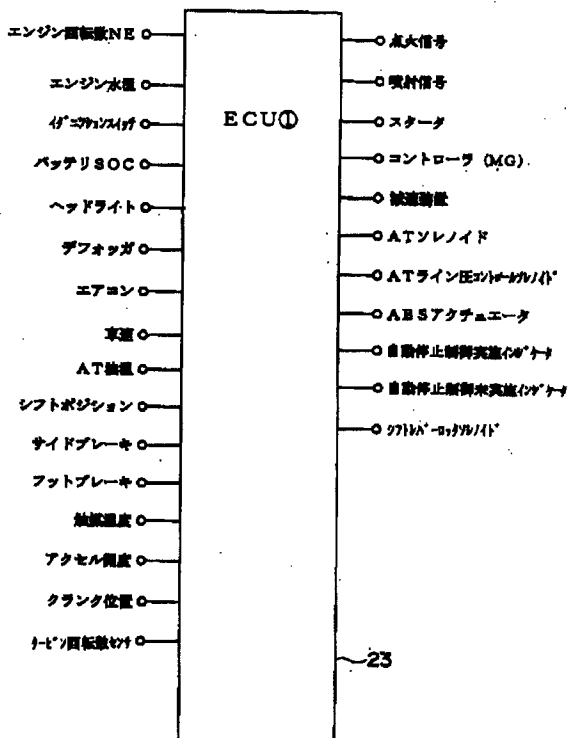 エンジン回転数NE
エンジン水温
イグニッションスイッチ
バッテリSOC
ヘッドライト
デフォッガ
エアコン
車速
AT油温
シフトポジション
サイドブレーキ
フットブレーキ
触媒温度
アクセル開度
クランク位置
タービン回転数センサ
ECU①
点火信号
噴射信号
スタータ
コントローラ (MG)
減速装置
ATソレノイド
ATライン圧コントロールソレノイド
ABSアクチュエータ
自動停止制御実施インジケータ
自動停止制御未実施インジケータ
シフトレバーロックソレノイド
23